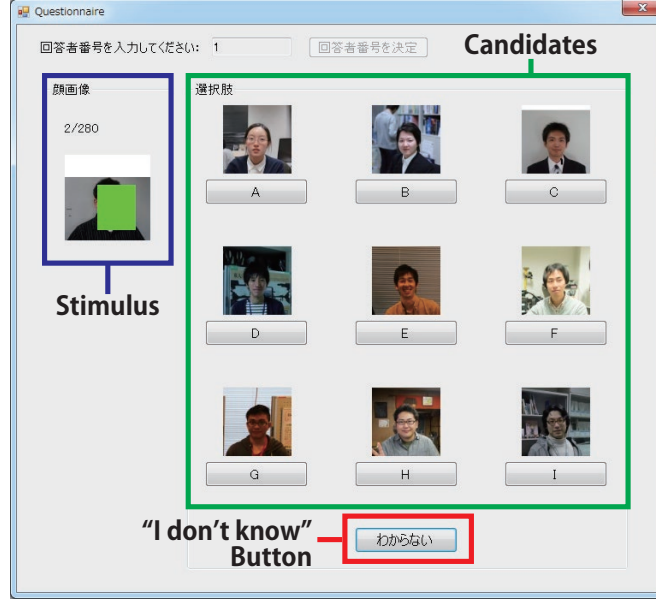 Questionnaire
回答者番号を入力してください: 1 回答者番号を決定
Candidates
顔画像
選択肢
2/280
A B C
Stimulus
D E F
G H I
“I don’t know”
Button
わからない